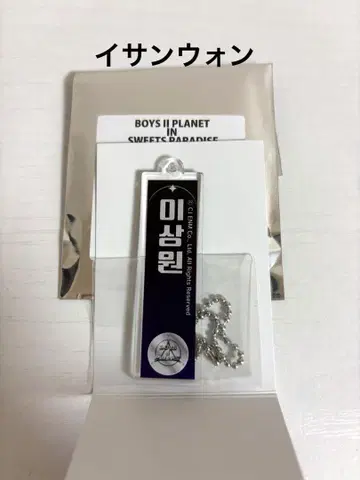 イサンウォン
BOYS II PLANET
IN
SWEETS PARADISE
이상원
© CJ ENM Co., Ltd. All Rights Reserved